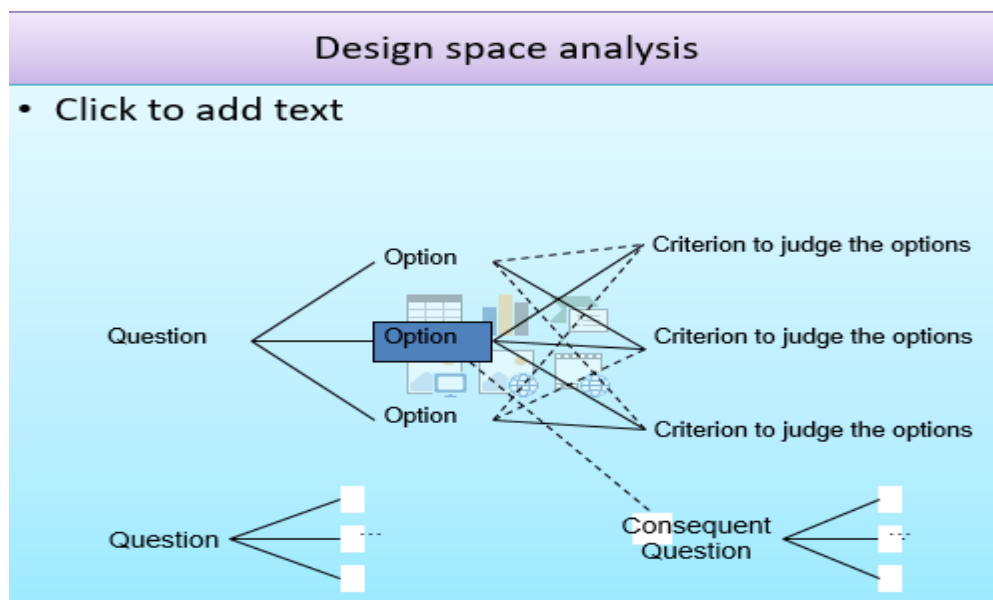 Design space analysis
• Click to add text
Option
Criterion to judge the options
Question
Option
Criterion to judge the options
Option
Criterion to judge the options
Question
Consequent
Question